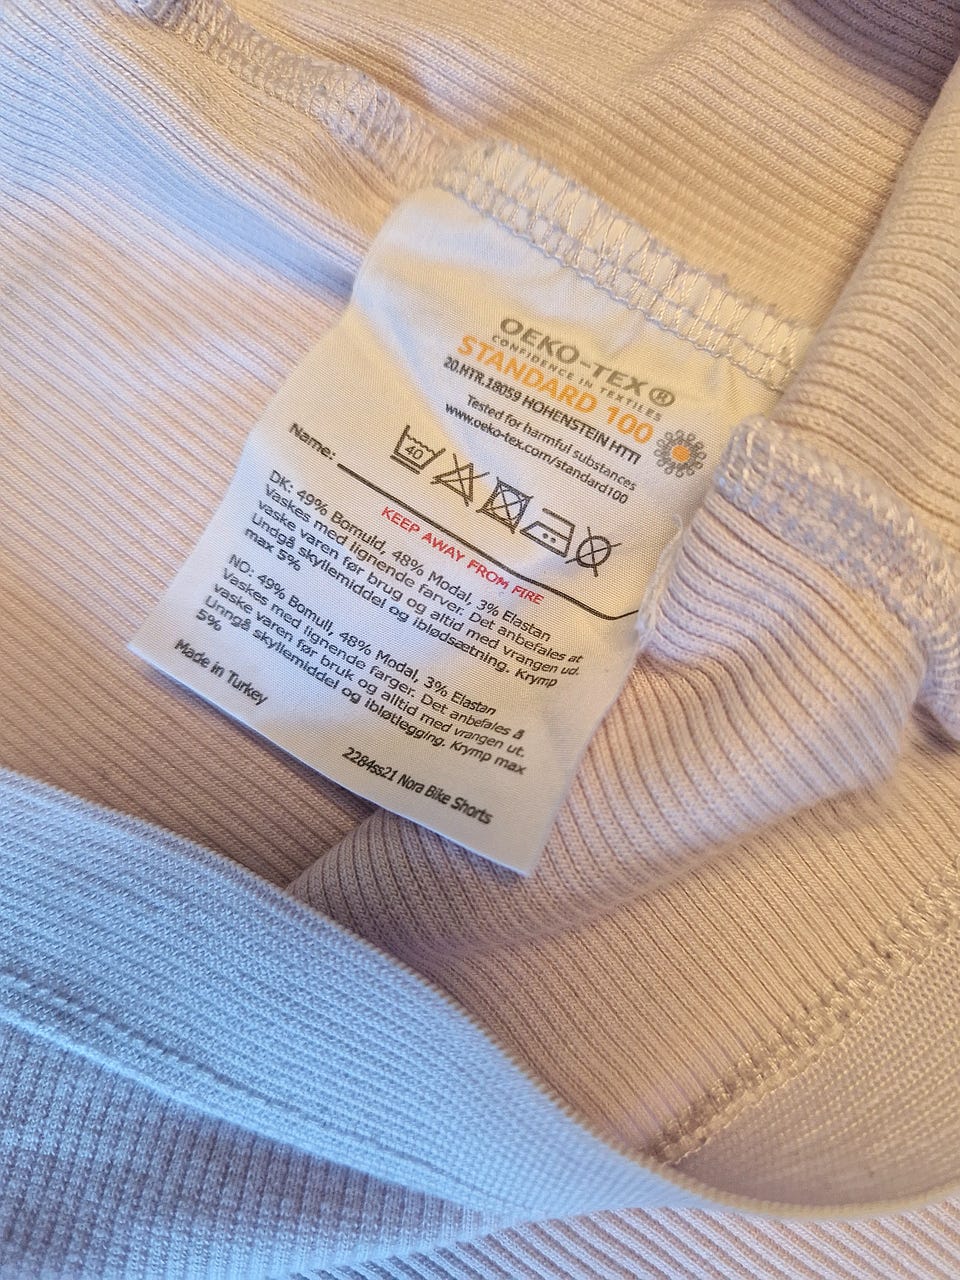 OEKO-TEX®
CONFIDENCE IN TEXTILES
STANDARD 100
20.HTR.18059 HOHENSTEIN HTTI
Tested for harmful substances
www.oeko-tex.com/standard100
40
Name:
KEEP AWAY FROM FIRE
DK: 49% Bomuld, 48% Modal, 3% Elastan
Vaskes med lignende farver. Det anbefales at
vaske varen før brug og altid med vrangen ud.
Undgå skyllemiddel og iblødsætning. Krymp
max 5%
NO: 49% Bomull, 48% Modal, 3% Elastan
Vaskes med lignende farger. Det anbefales å
vaske varen før bruk og alltid med vrangen ut.
Unngå skyllemiddel og ibløtlegging. Krymp max
5%
Made in Turkey
2284ss21 Nora Bike Shorts